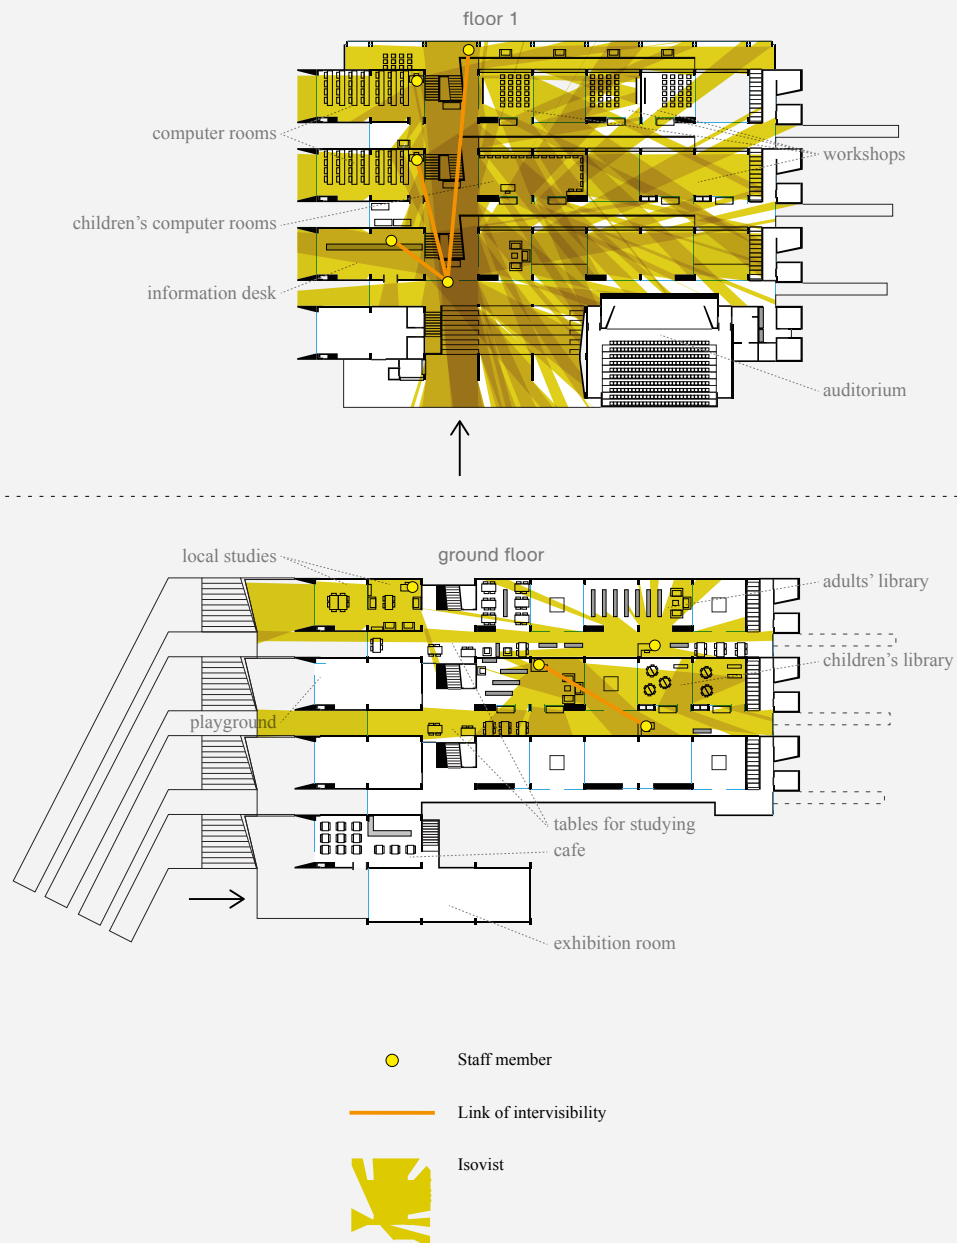 floor 1
computer rooms
workshops
children's computer rooms
information desk
auditorium
local studies
ground floor
adults' library
children's library
playground
tables for studying
cafe
exhibition room
Staff member
Link of intervisibility
Isovist